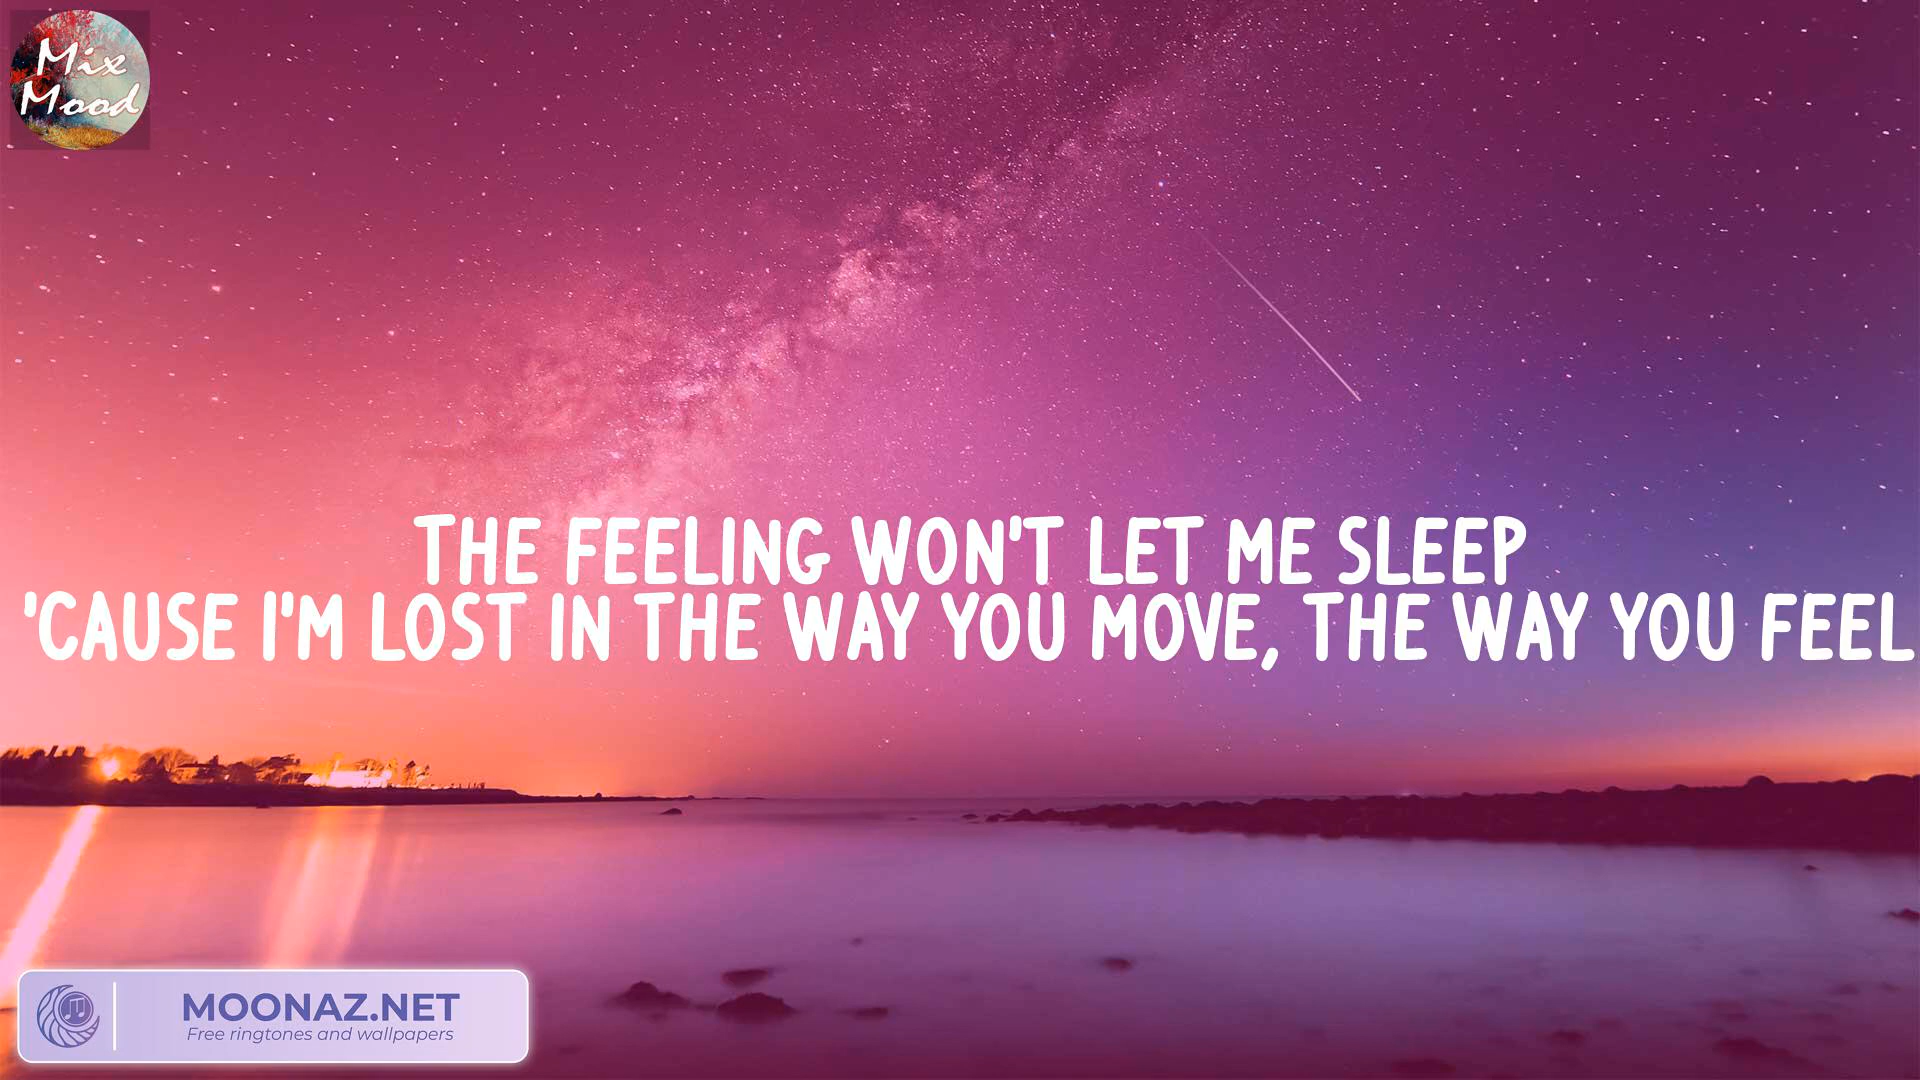 Mix
Mood
THE FEELING WON'T LET ME SLEEP
'CAUSE I'M LOST IN THE WAY YOU MOVE, THE WAY YOU FEEL
MOONAZ.NET
Free ringtones and wallpapers